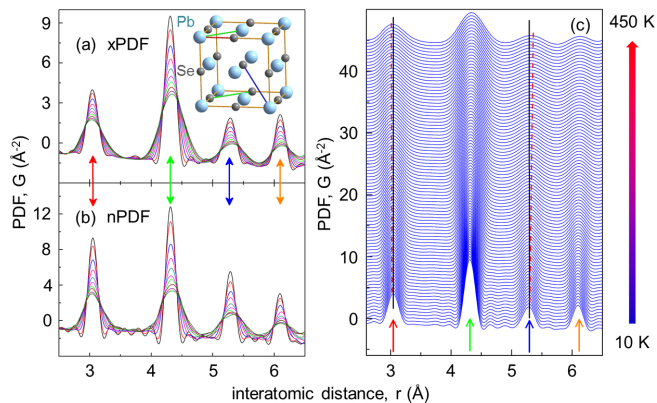 (a) xPDF
Pb
Se
9
6
3
0
(b) nPDF
12
8
4
0
PDF, G (Å-2)
3 4 5 6
(c)
40
30
20
10
0
PDF, G (Å-2)
3 4 5 6
interatomic distance, r (Å)
450 K
10 K